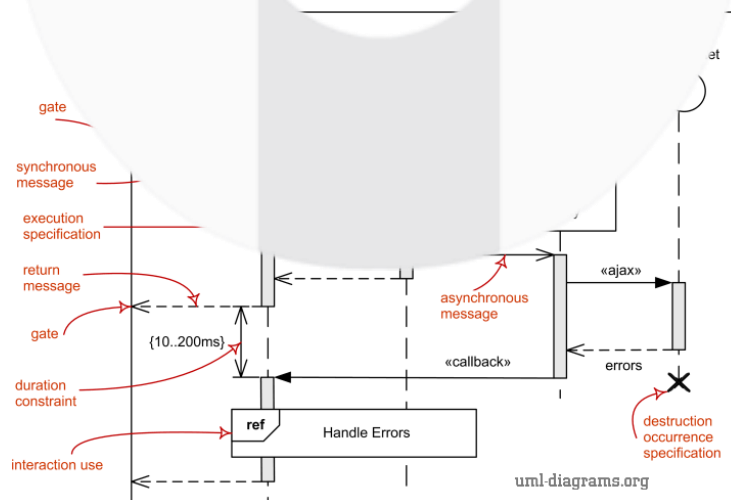 et
gate
synchronous
message
execution
specification
y
return
message
«ajax»
asynchronous
message
gate
{10..200ms}
«callback»
errors
duration
constraint
ref
Handle Errors
destruction
occurrence
specification
interaction use
uml-diagrams.org